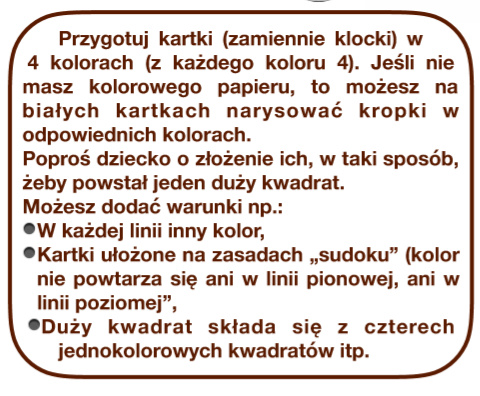 Przygotuj kartki (zamiennie klocki) w
4 kolorach (z każdego koloru 4). Jeśli nie
masz kolorowego papieru, to możesz na
białych kartkach narysować kropki w
odpowiednich kolorach.
Poproś dziecko o złożenie ich, w taki sposób,
żeby powstał jeden duży kwadrat.
Możesz dodać warunki np.:
●W każdej linii inny kolor,
●Kartki ułożone na zasadach „sudoku” (kolor
nie powtarza się ani w linii pionowej, ani w
linii poziomej”,
●Duży kwadrat składa się z czterech
jednokolorowych kwadratów itp.